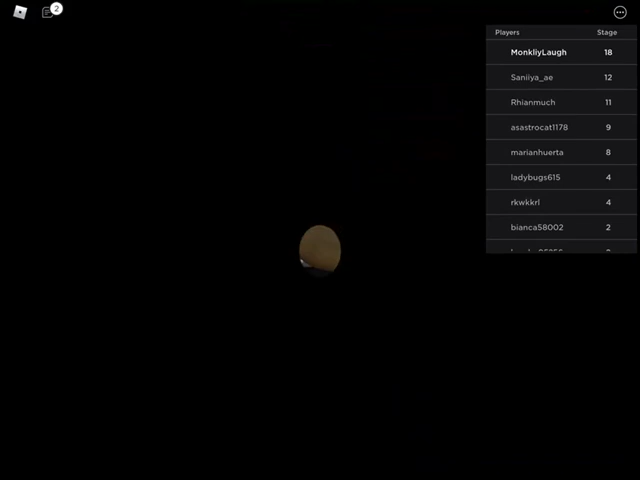 2
Players Stage
MonkliyLaugh 18
Saniiya_ae 12
Rhianmuch 11
asastrocat1178 9
marianhuerta 8
ladybugs615 4
rkwkkrl 4
bianca58002 2